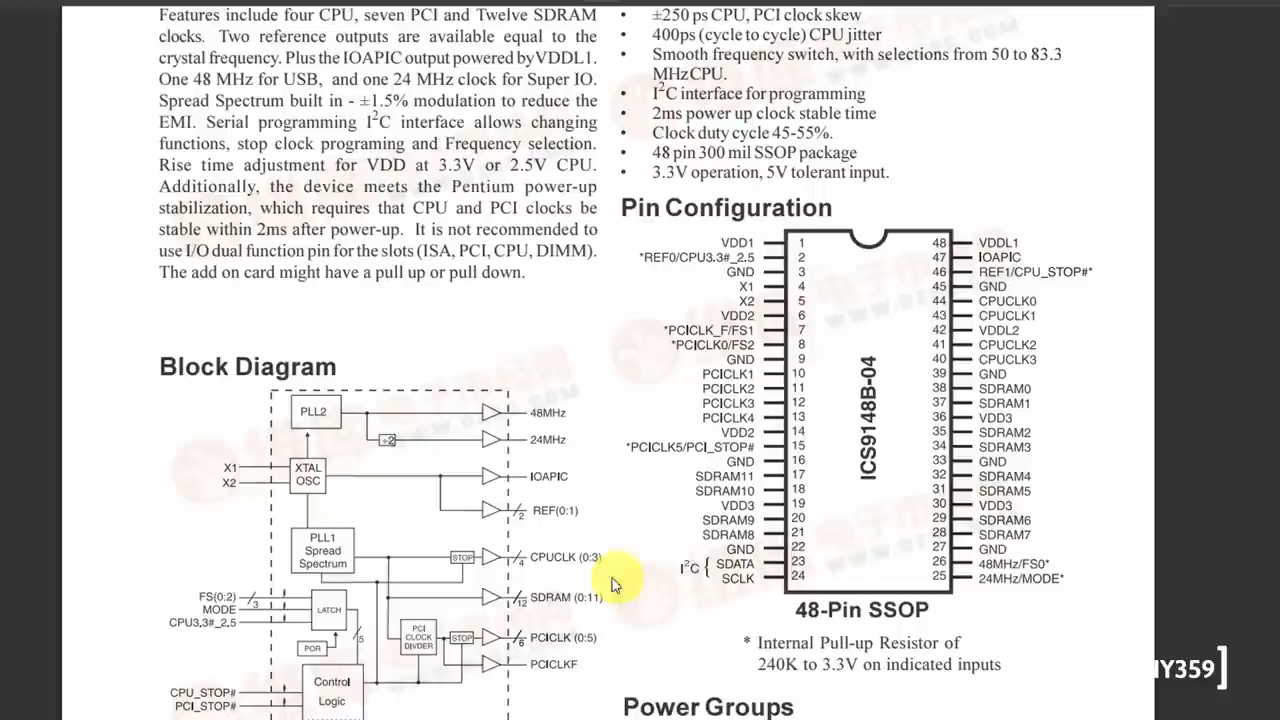 Features include four CPU, seven PCI and Twelve SDRAM
clocks. Two reference outputs are available equal to the
crystal frequency. Plus the IOAPIC output powered by VDDL1.
One 48 MHz for USB, and one 24 MHz clock for Super IO.
Spread Spectrum built in - ±1.5% modulation to reduce the
EMI. Serial programming I2C interface allows changing
functions, stop clock programing and Frequency selection.
Rise time adjustment for VDD at 3.3V or 2.5V CPU.
Additionally, the device meets the Pentium power-up
stabilization, which requires that CPU and PCI clocks be
stable within 2ms after power-up. It is not recommended to
use I/O dual function pin for the slots (ISA, PCI, CPU, DIMM).
The add on card might have a pull up or pull down.
• ±250 ps CPU, PCI clock skew
• 400ps (cycle to cycle) CPU jitter
• Smooth frequency switch, with selections from 50 to 83.3
MHz CPU.
• I2C interface for programming
• 2ms power up clock stable time
• Clock duty cycle 45-55%.
• 48 pin 300 mil SSOP package
• 3.3V operation, 5V tolerant input.
Block Diagram
PLL2
48MHz
÷2
24MHz
X1
X2
XTAL
OSC
IOAPIC
REF(0:1)
2
PLL1
Spread
Spectrum
STOP
CPUCLK (0:3)
4
FS(0:2)
3
MODE
CPU3.3#_2.5
LATCH
SDRAM (0:11)
12
5
POR
PCI
CLOCK
DIVDER
STOP
PCICLK (0:5)
6
PCICLKF
CPU_STOP#
PCI_STOP#
Control
Logic
Pin Configuration
VDD1 1 48 VDDL1
*REF0/CPU3.3#_2.5 2 47 IOAPIC
GND 3 46 REF1/CPU_STOP#*
X1 4 45 GND
X2 5 44 CPUCLK0
VDD2 6 43 CPUCLK1
*PCICLK_F/FS1 7 42 VDDL2
*PCICLK0/FS2 8 41 CPUCLK2
GND 9 40 CPUCLK3
PCICLK1 10 39 GND
PCICLK2 11 38 SDRAM0
PCICLK3 12 37 SDRAM1
PCICLK4 13 36 VDD3
VDD2 14 35 SDRAM2
*PCICLK5/PCI_STOP# 15 34 SDRAM3
GND 16 33 GND
SDRAM11 17 32 SDRAM4
SDRAM10 18 31 SDRAM5
VDD3 19 30 VDD3
SDRAM9 20 29 SDRAM6
SDRAM8 21 28 SDRAM7
GND 22 27 GND
I2C { SDATA 23 26 48MHz/FS0*
SCLK 24 25 24MHz/MODE*
ICS9148B-04
48-Pin SSOP
* Internal Pull-up Resistor of
240K to 3.3V on indicated inputs
Power Groups
IY359]